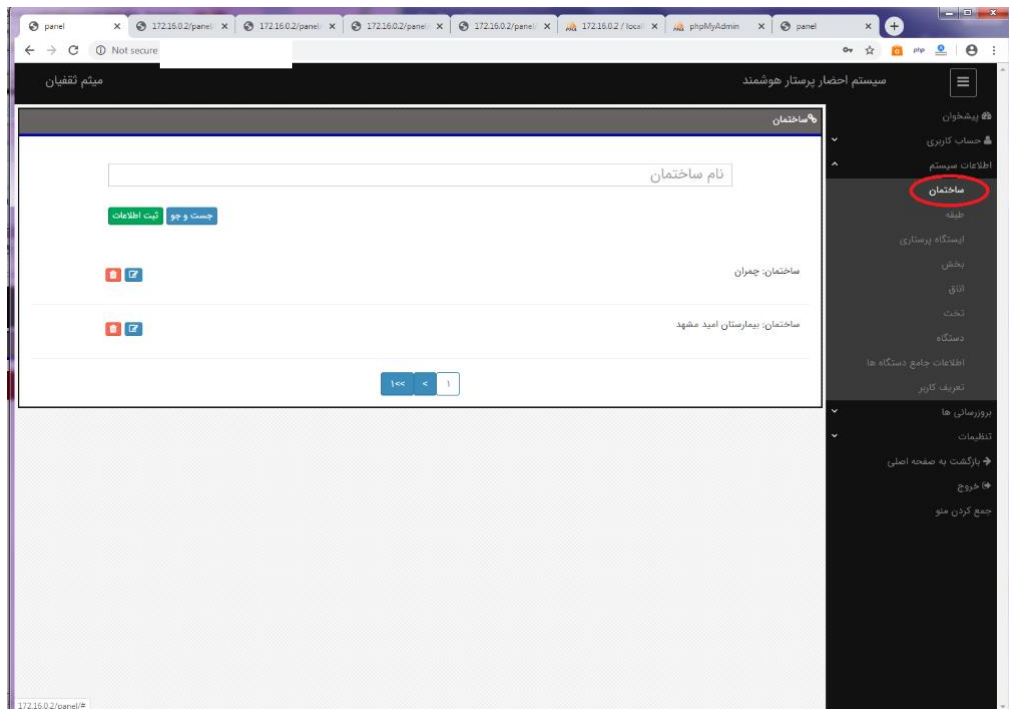 panel
172.16.0.2/panel/
172.16.0.2/panel/
172.16.0.2/panel/
172.16.0.2/panel/
172.16.0.2 / local
phpMyAdmin
panel
Not secure
php
سیستم احضار پرستار هوشمند
میثم ثقفیان
پیشخوان
حساب کاربری
اطلاعات سیستم
ساختمان
طبقه
ایستگاه پرستاری
بخش
اتاق
تخت
دستگاه
اطلاعات جامع دستگاه ها
تعریف کاربر
بروزرسانی ها
تنظیمات
بازگشت به صفحه اصلی
خروج
جمع کردن منو
ساختمان
نام ساختمان
جست و جو
ثبت اطلاعات
ساختمان: چمران
ساختمان: بیمارستان امید مشهد
۱ > ۱<<
172.16.0.2/panel/#